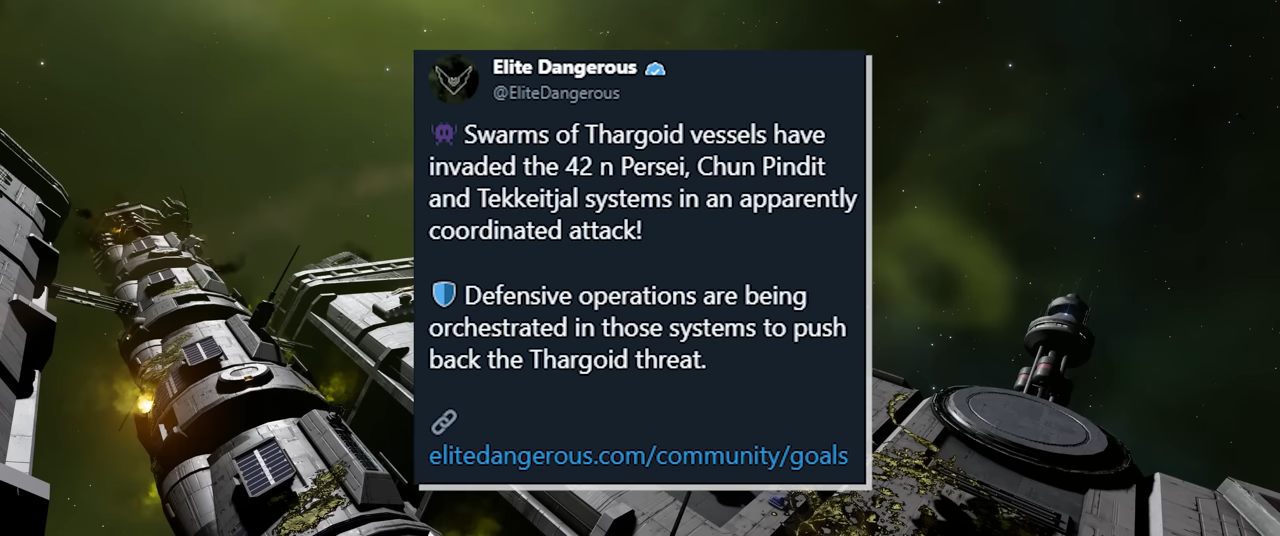 Elite Dangerous
@EliteDangerous
👾 Swarms of Thargoid vessels have
invaded the 42 n Persei, Chun Pindit
and Tekkeitjal systems in an apparently
coordinated attack!
🛡️ Defensive operations are being
orchestrated in those systems to push
back the Thargoid threat.
🔗
elitedangerous.com/community/goals